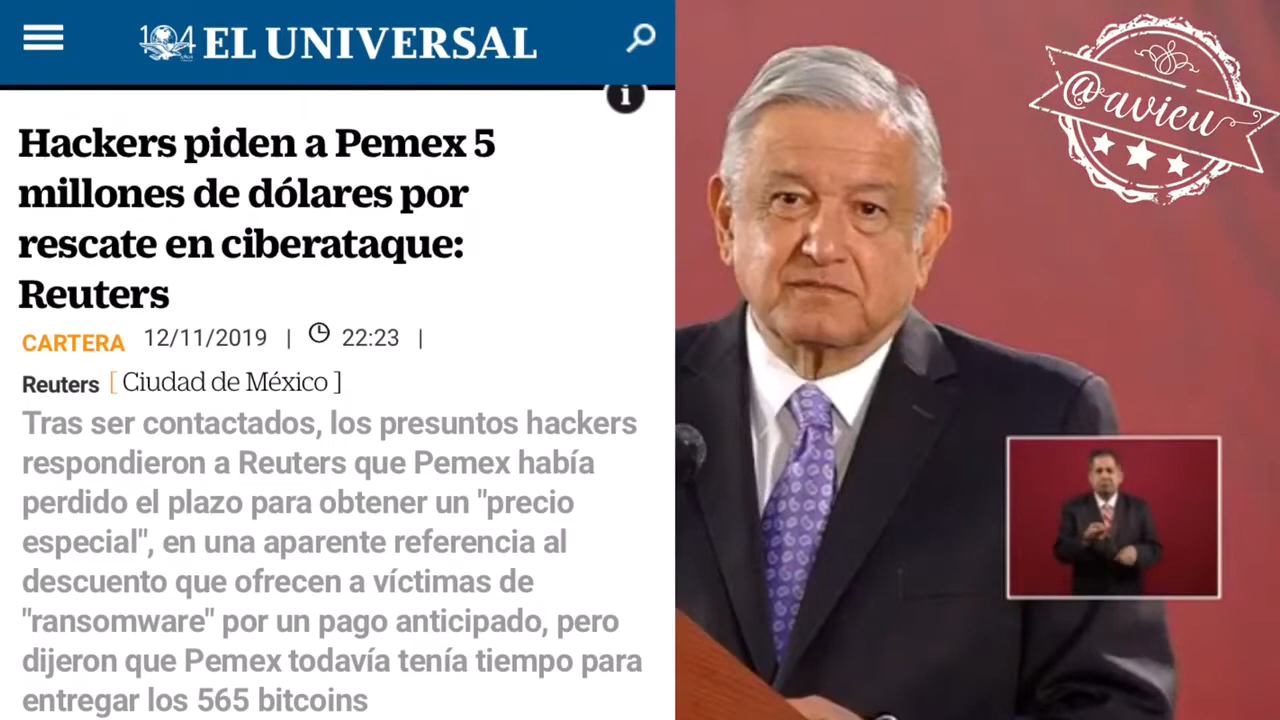 104 EL UNIVERSAL
i
Hackers piden a Pemex 5
millones de dólares por
rescate en ciberataque:
Reuters
CARTERA 12/11/2019 | 22:23 |
Reuters [ Ciudad de México ]
Tras ser contactados, los presuntos hackers
respondieron a Reuters que Pemex había
perdido el plazo para obtener un "precio
especial", en una aparente referencia al
descuento que ofrecen a víctimas de
"ransomware" por un pago anticipado, pero
dijeron que Pemex todavía tenía tiempo para
entregar los 565 bitcoins
@avieu